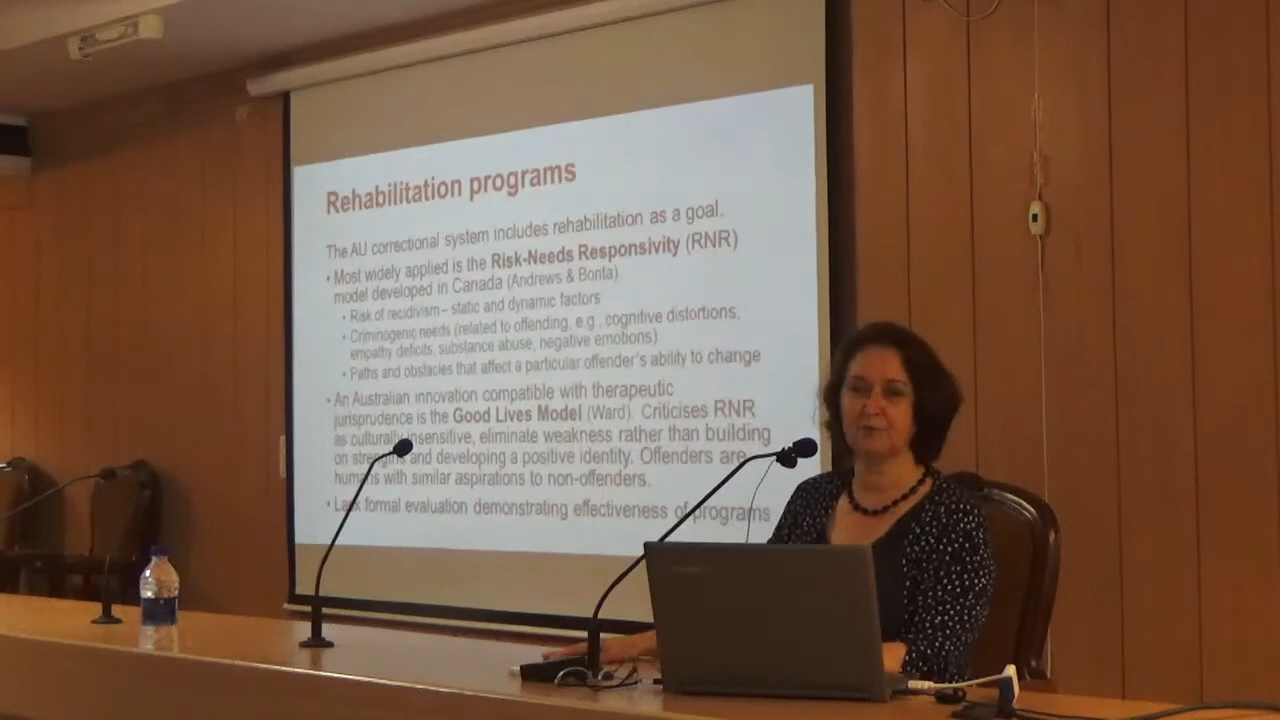 Rehabilitation programs
The AU correctional system includes rehabilitation as a goal.
• Most widely applied is the Risk-Needs Responsivity (RNR)
model developed in Canada (Andrews & Bonta)
• Risk of recidivism – static and dynamic factors
• Criminogenic needs (related to offending, e.g., cognitive distortions,
empathy deficits, substance abuse, negative emotions)
• Paths and obstacles that affect a particular offender's ability to change
• An Australian innovation compatible with therapeutic
jurisprudence is the Good Lives Model (Ward). Criticises RNR
as culturally insensitive, eliminate weakness rather than building
on strengths and developing a positive identity. Offenders are
humans with similar aspirations to non-offenders.
• Lack formal evaluation demonstrating effectiveness of programs